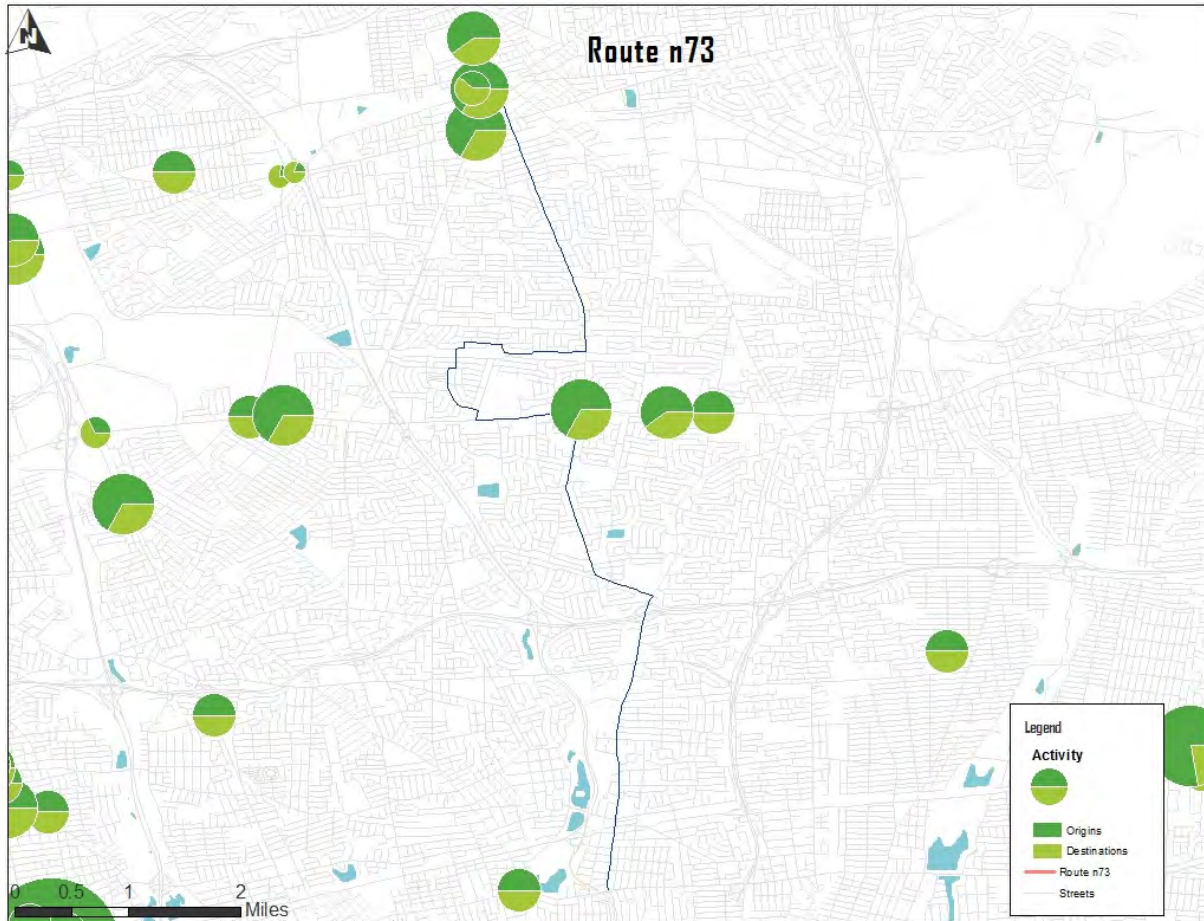 N
Route n73
Legend
Activity
Origins
Destinations
Route n73
Streets
0 0.5 1 2
Miles